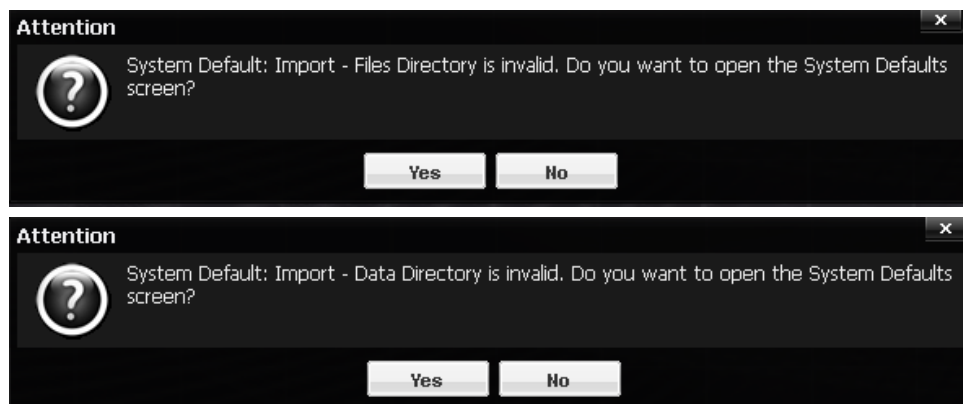 Attention
System Default: Import - Files Directory is invalid. Do you want to open the System Defaults
screen?
Yes No
Attention
System Default: Import - Data Directory is invalid. Do you want to open the System Defaults
screen?
Yes No